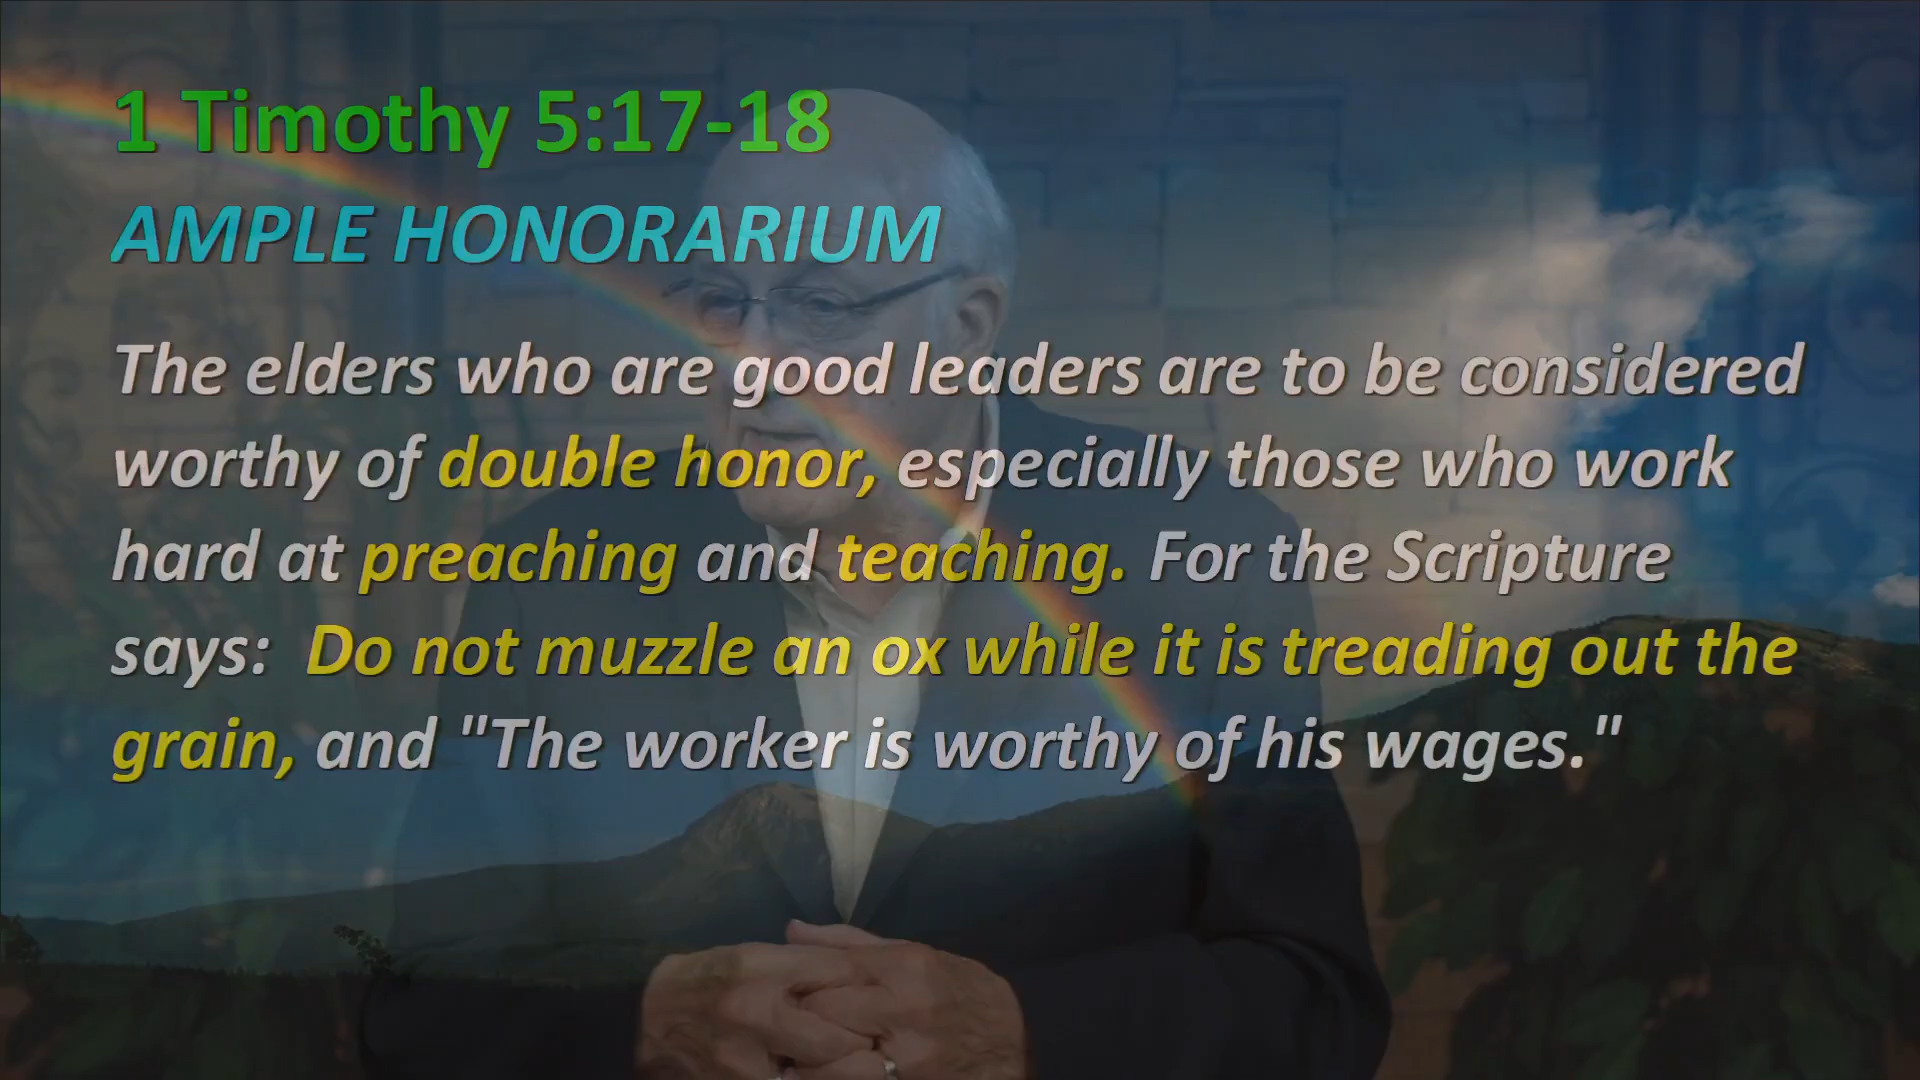 1 Timothy 5:17-18
AMPLE HONORARIUM
The elders who are good leaders are to be considered
worthy of double honor, especially those who work
hard at preaching and teaching. For the Scripture
says: Do not muzzle an ox while it is treading out the
grain, and "The worker is worthy of his wages."